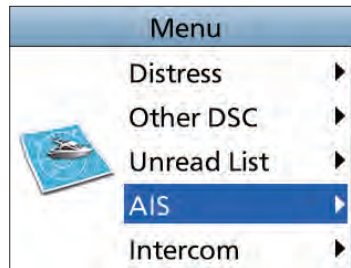 Menu
Distress
Other DSC
Unread List
AIS
Intercom